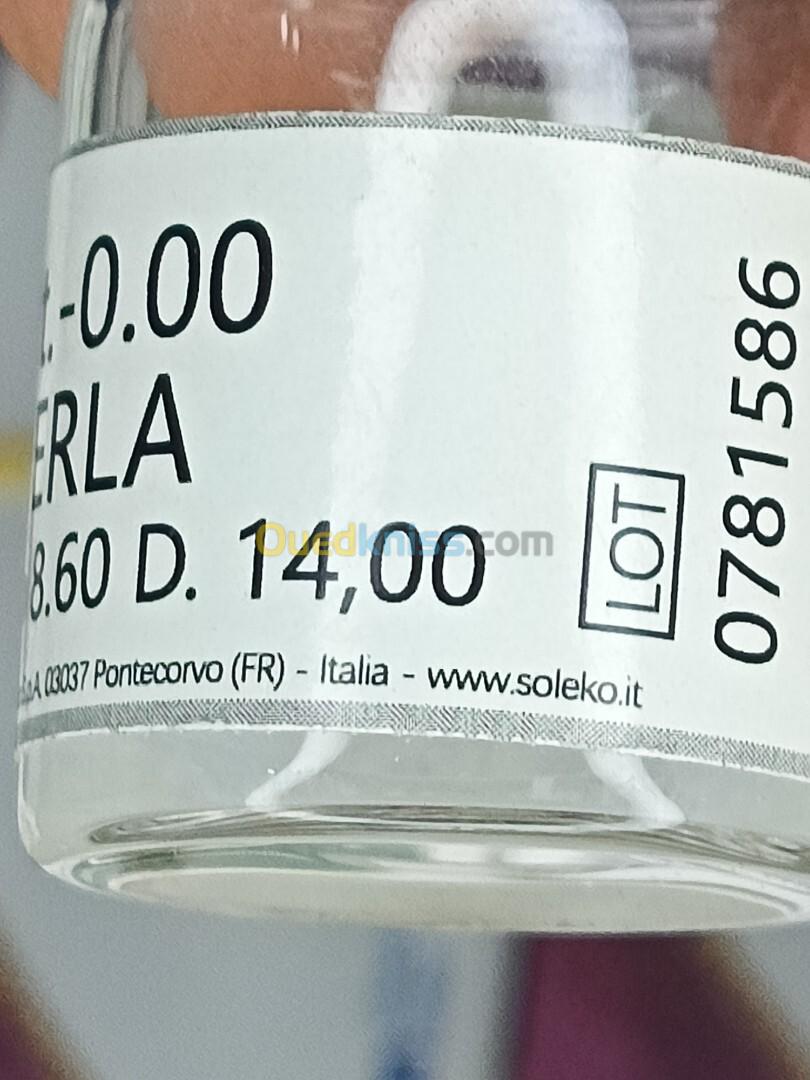 -0.00
ERLA
8.60 D. 14,00
03037 Pontecorvo (FR) - Italia - www.soleko.it
LOT
0781586
Ouedkniss.com